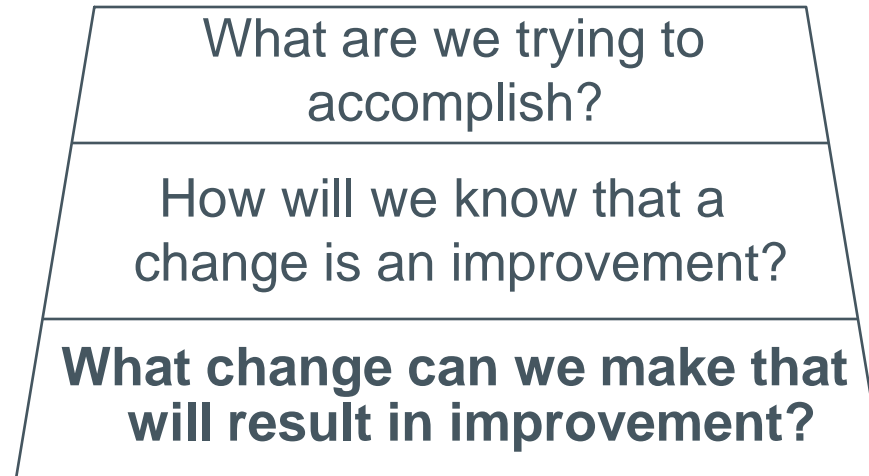 What are we trying to
accomplish?
How will we know that a
change is an improvement?
What change can we make that
will result in improvement?